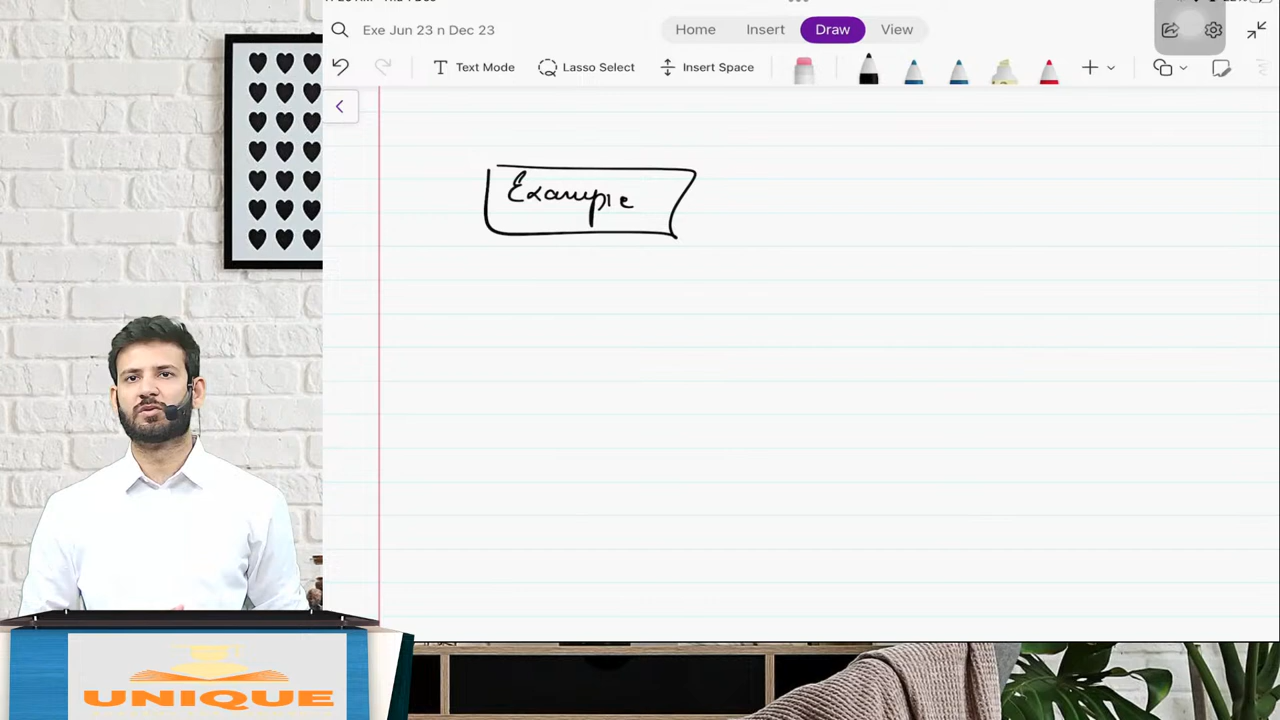 Exe Jun 23 n Dec 23
Home Insert Draw View
Text Mode Lasso Select Insert Space
Example
UNIQUE